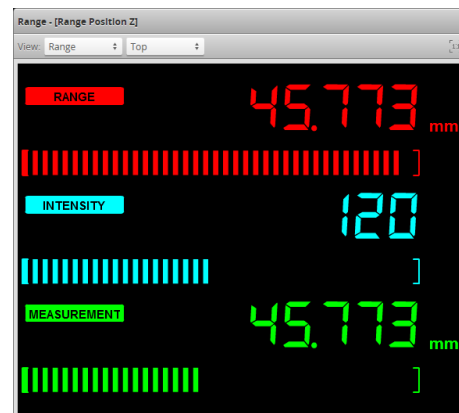 Range - [Range Position Z]
View: Range Top
RANGE 45.773 mm
INTENSITY 120
MEASUREMENT 45.773 mm